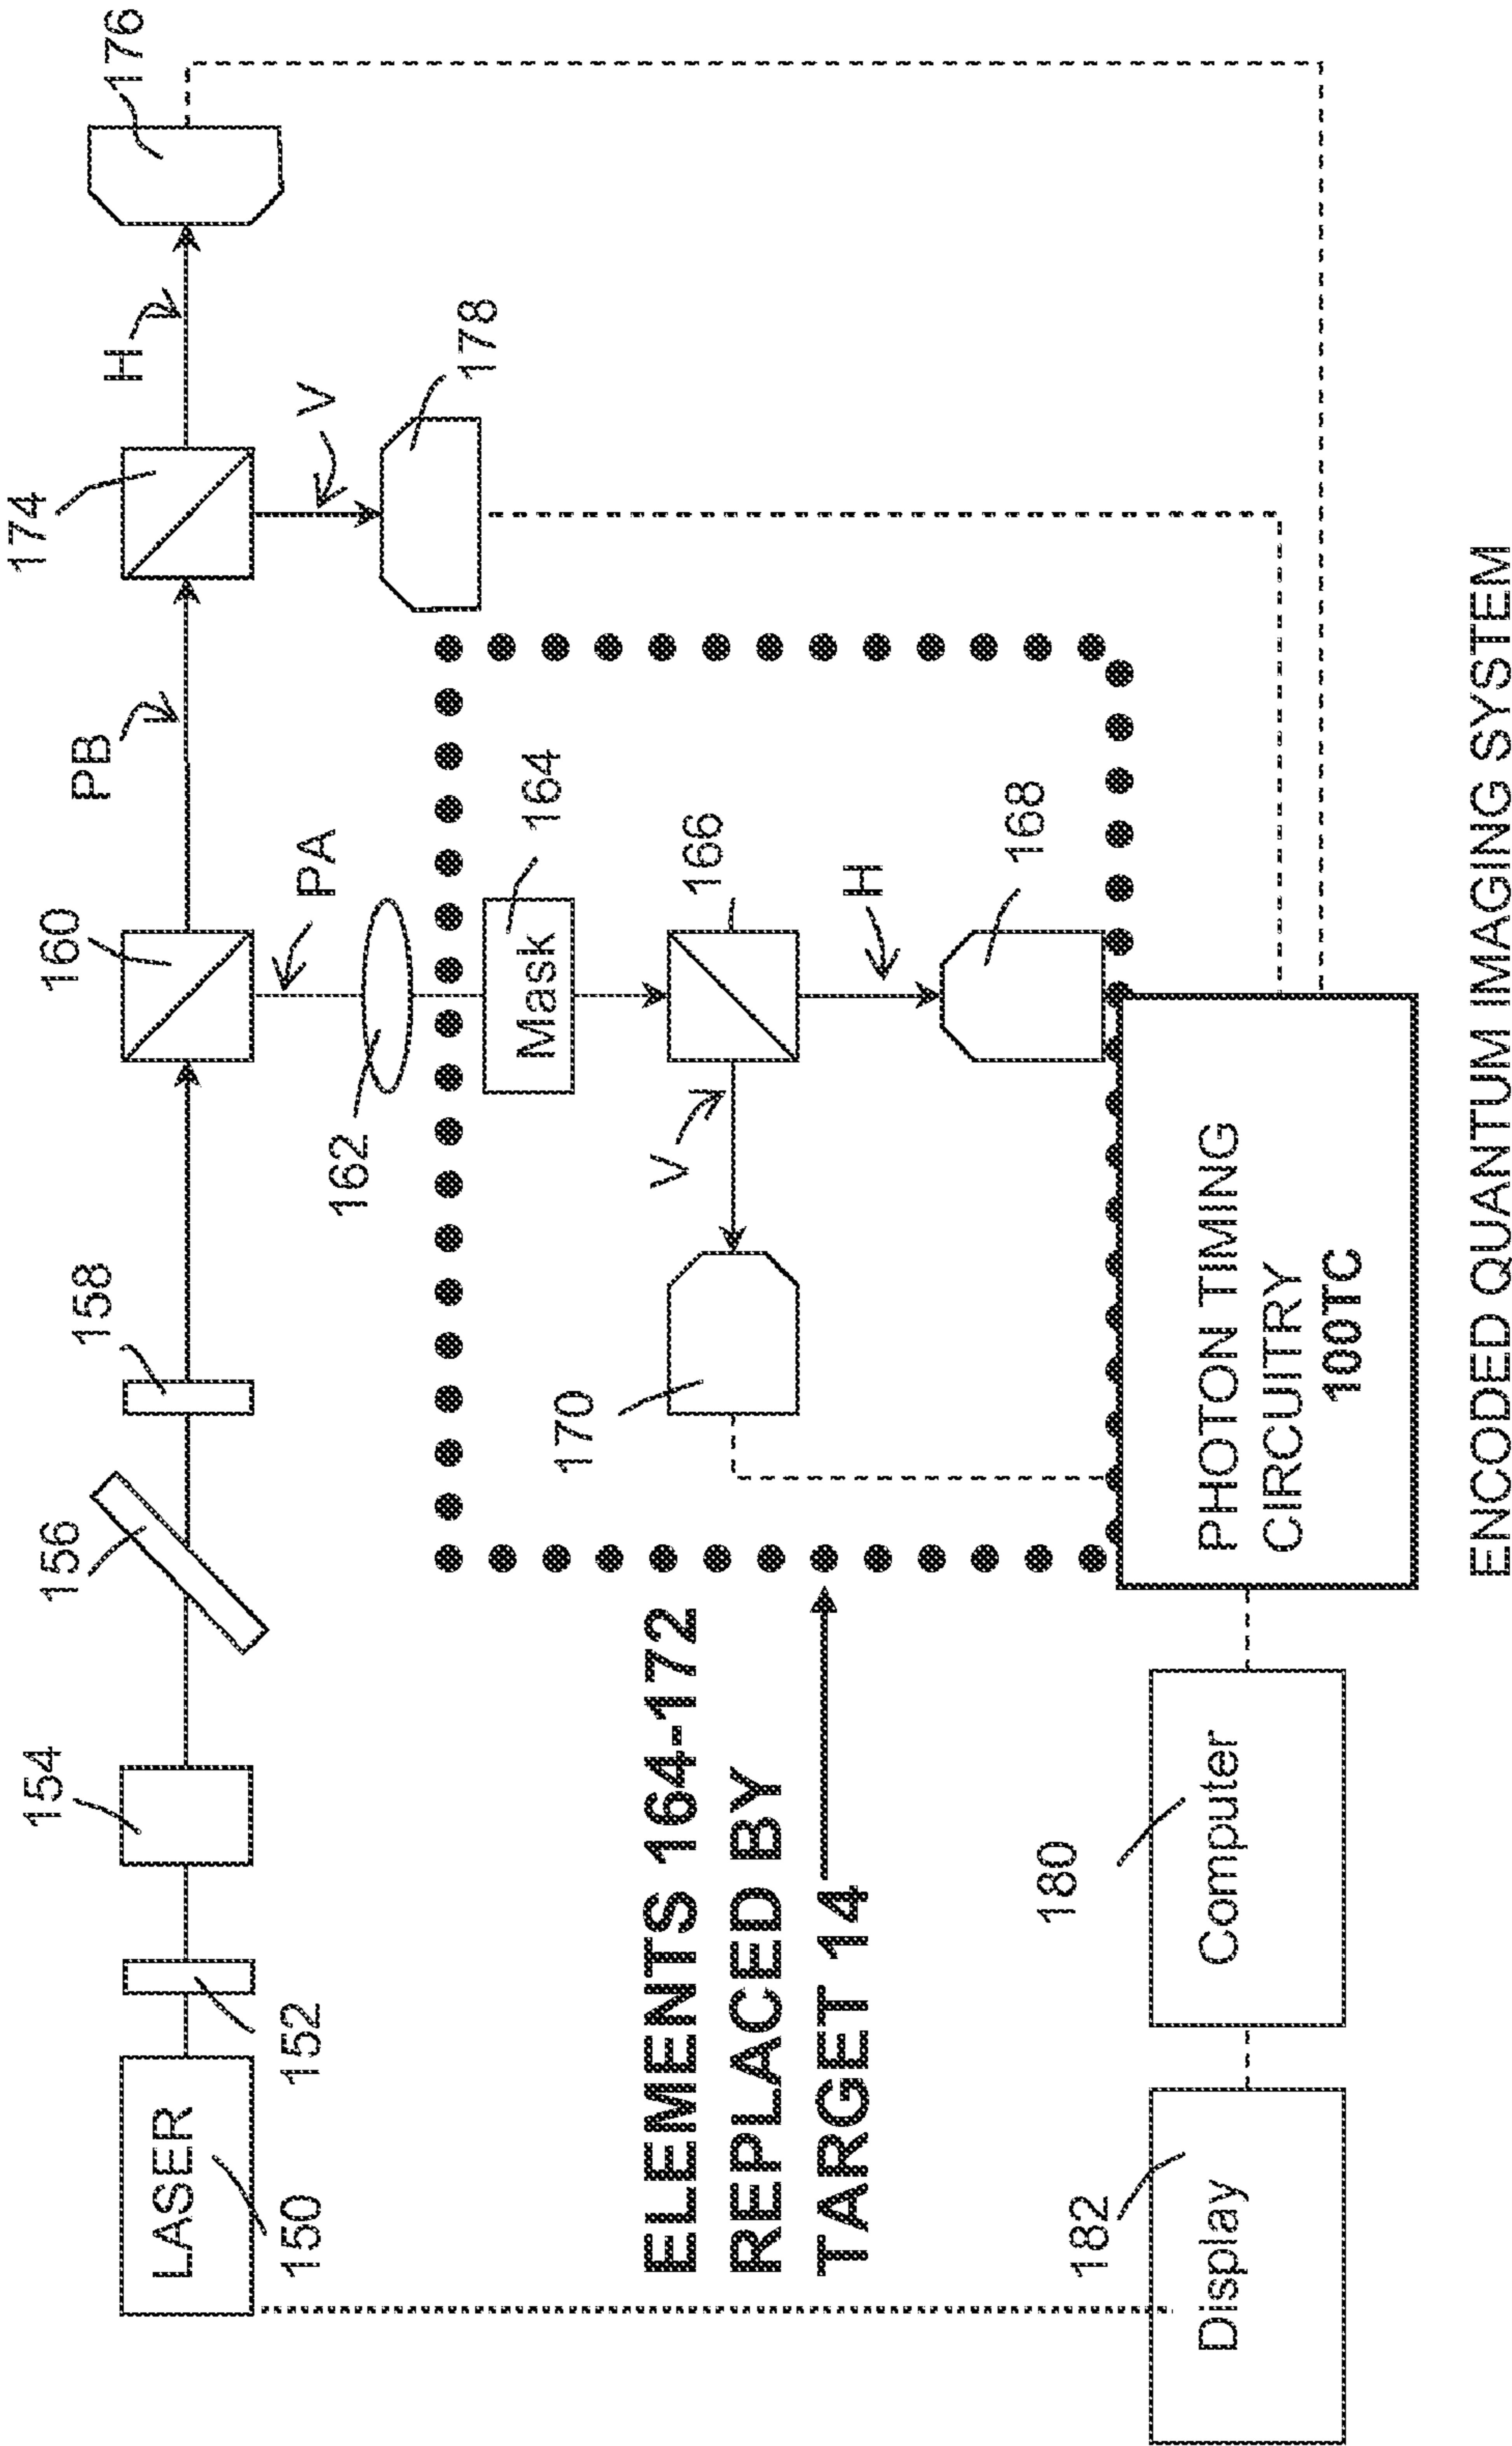 LASER
150
152
154
156
158
160
PB
174
H
176
PA
162
V
178
Mask
164
166
V
H
170
168
ELEMENTS 164-172
REPLACED BY
TARGET 14
182
Display
180
Computer
PHOTON TIMING
CIRCUITRY
100TC
ENCODED QUANTUM IMAGING SYSTEM